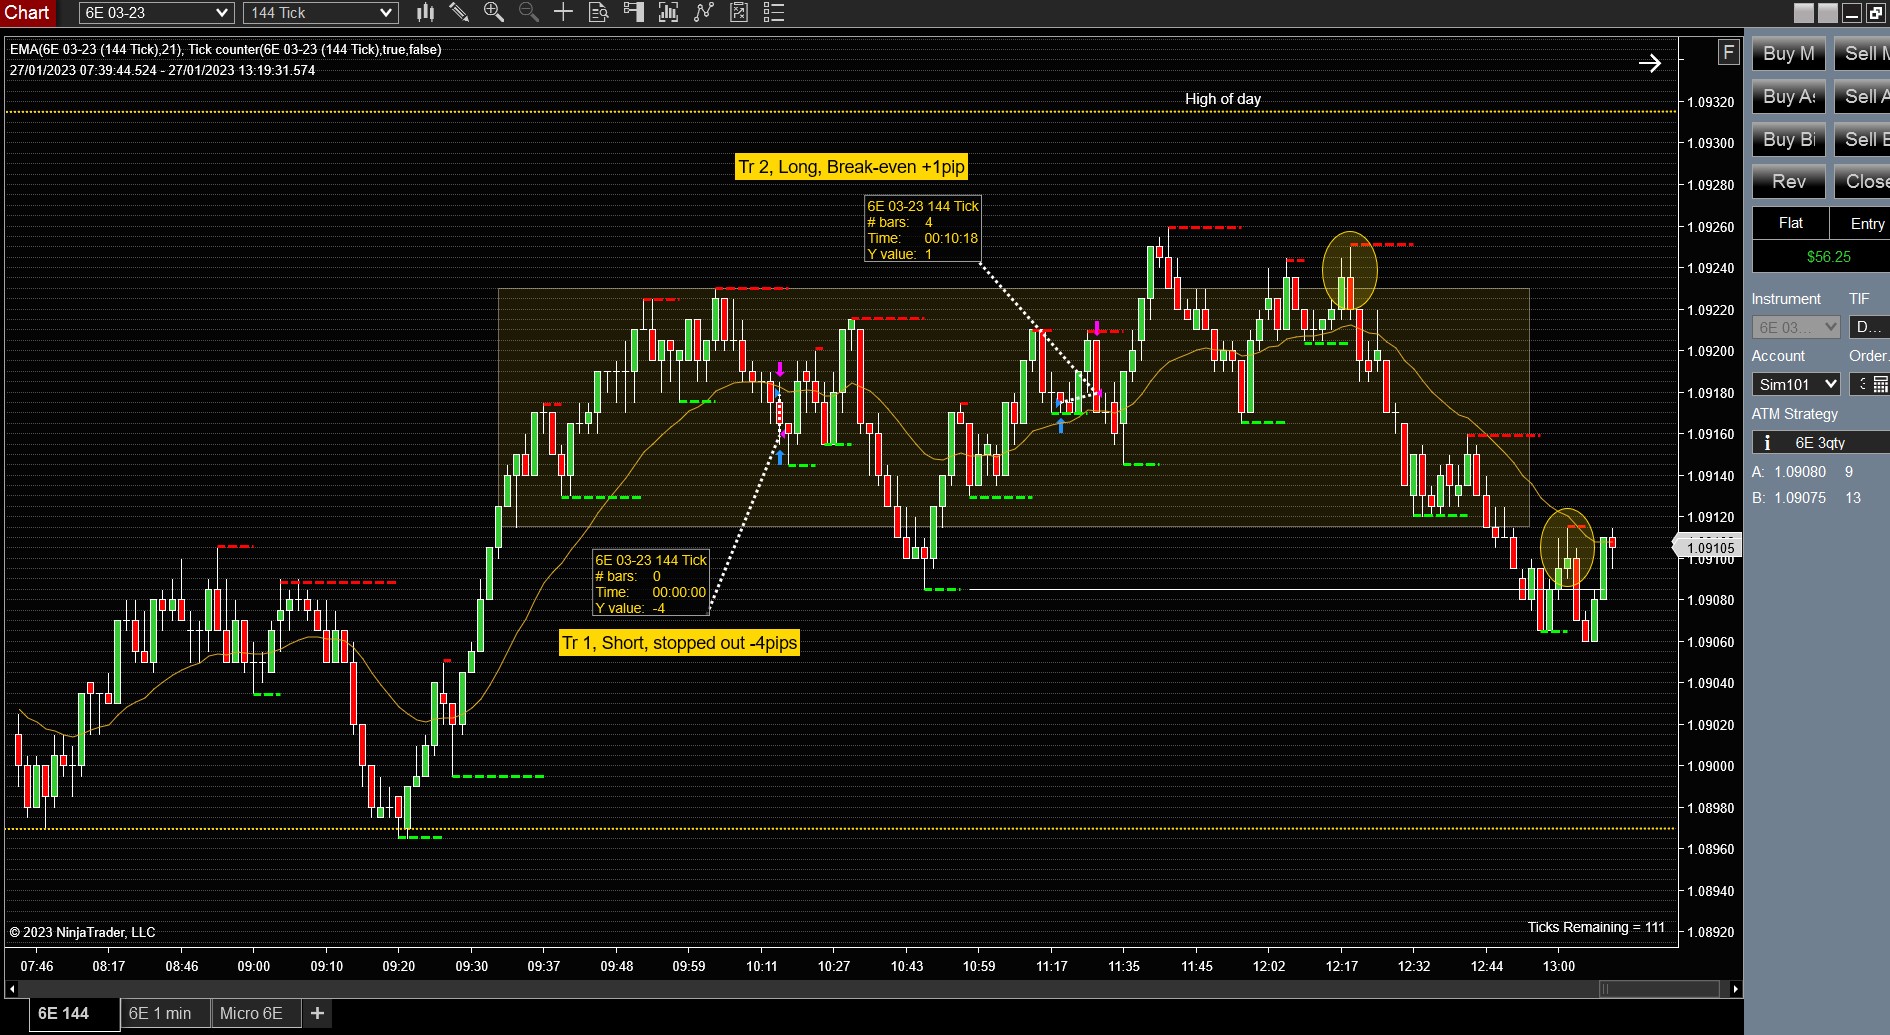 Chart 6E 03-23 144 Tick
EMA(6E 03-23 (144 Tick),21), Tick counter(6E 03-23 (144 Tick),true,false)
27/01/2023 07:39:44.524 - 27/01/2023 13:19:31.574
F
High of day
Tr 2, Long, Break-even +1pip
6E 03-23 144 Tick
# bars: 4
Time: 00:10:18
Y value: 1
6E 03-23 144 Tick
# bars: 0
Time: 00:00:00
Y value: -4
Tr 1, Short, stopped out -4pips
1.09320
1.09300
1.09280
1.09260
1.09240
1.09220
1.09200
1.09180
1.09160
1.09140
1.09120
1.09105
1.09100
1.09080
1.09060
1.09040
1.09020
1.09000
1.08980
1.08960
1.08940
1.08920
© 2023 NinjaTrader, LLC
Ticks Remaining = 111
07:46 08:17 08:46 09:00 09:10 09:20 09:30 09:37 09:48 09:59 10:11 10:27 10:43 10:59 11:17 11:35 11:45 12:02 12:17 12:32 12:44 13:00
6E 144 6E 1 min Micro 6E +
Buy M Sell M
Buy As Sell A
Buy Bi Sell B
Rev Close
Flat Entry
$56.25
Instrument TIF
6E 03... D...
Account Order
Sim101
ATM Strategy
i 6E 3qty
A: 1.09080 9
B: 1.09075 13